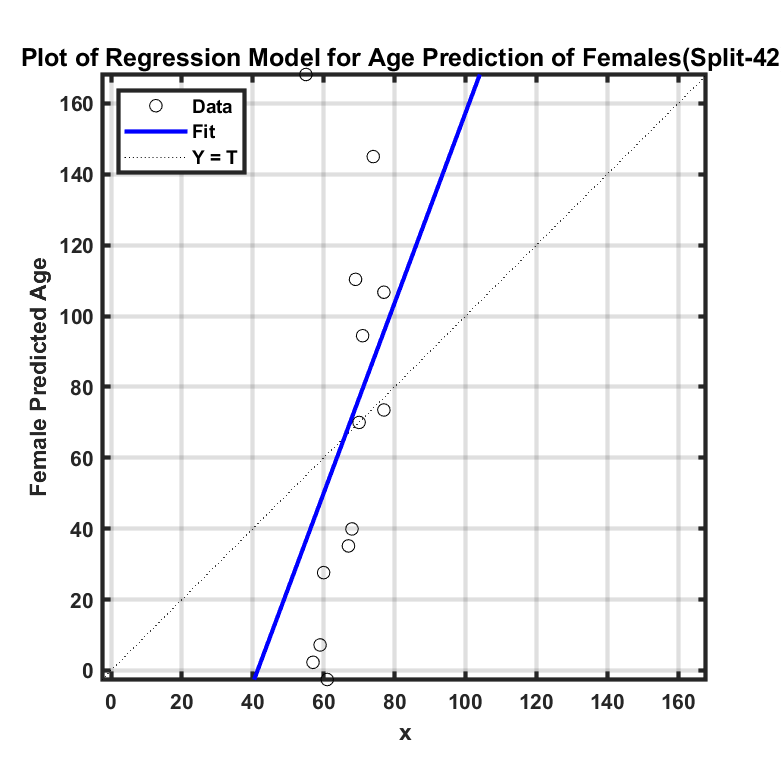 Plot of Regression Model for Age Prediction of Females(Split-42
Data
Fit
Y = T
160
140
120
100
80
60
40
20
0
Female Predicted Age
0 20 40 60 80 100 120 140 160
x